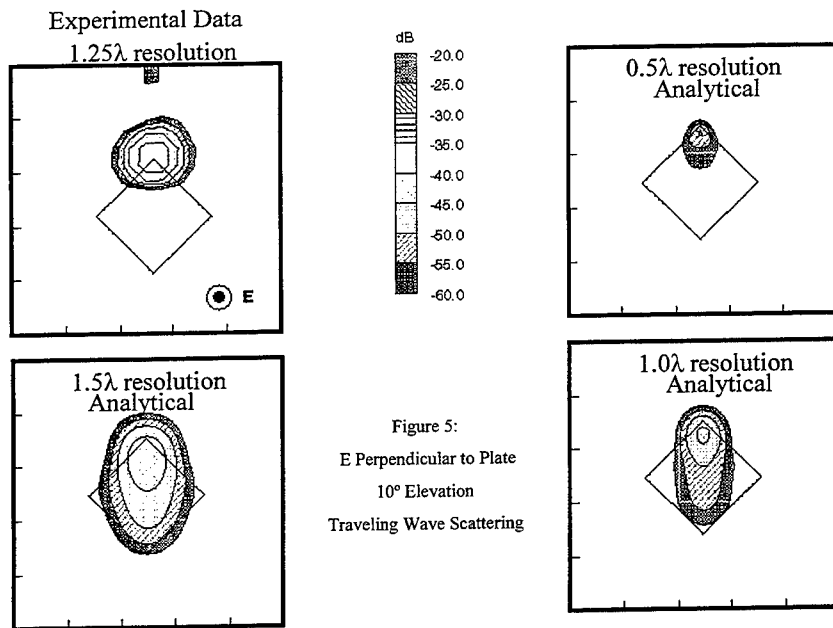 Experimental Data
1.25λ resolution
E
dB
-20.0
-25.0
-30.0
-35.0
-40.0
-45.0
-50.0
-55.0
-60.0
0.5λ resolution
Analytical
1.5λ resolution
Analytical
Figure 5:
E Perpendicular to Plate
10° Elevation
Traveling Wave Scattering
1.0λ resolution
Analytical